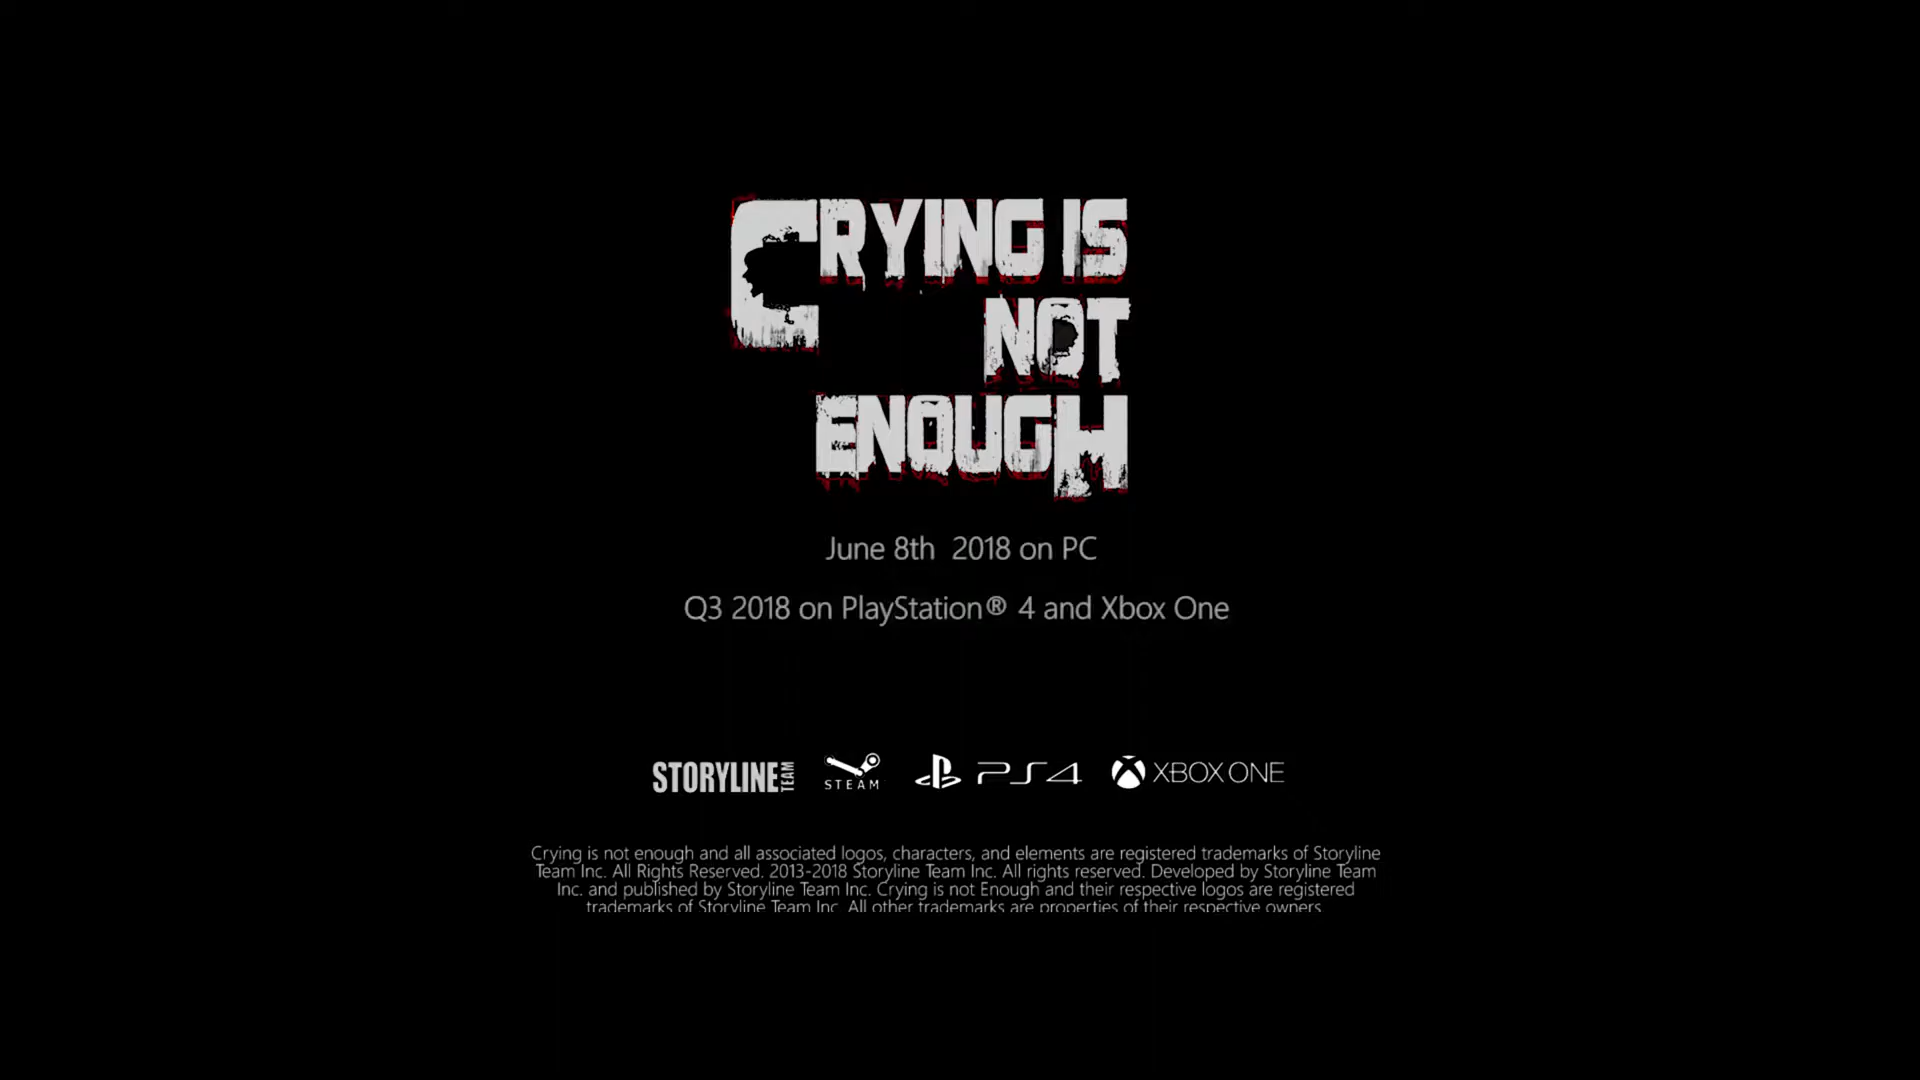 CRYING IS
NOT
ENOUGH
June 8th 2018 on PC
Q3 2018 on PlayStation® 4 and Xbox One
STORYLINE TEAM STEAM PS4 XBOX ONE
Crying is not enough and all associated logos, characters, and elements are registered trademarks of Storyline
Team Inc. All Rights Reserved. 2013-2018 Storyline Team Inc. All rights reserved. Developed by Storyline Team
Inc. and published by Storyline Team Inc. Crying is not Enough and their respective logos are registered
trademarks of Storyline Team Inc. All other trademarks are properties of their respective owners.